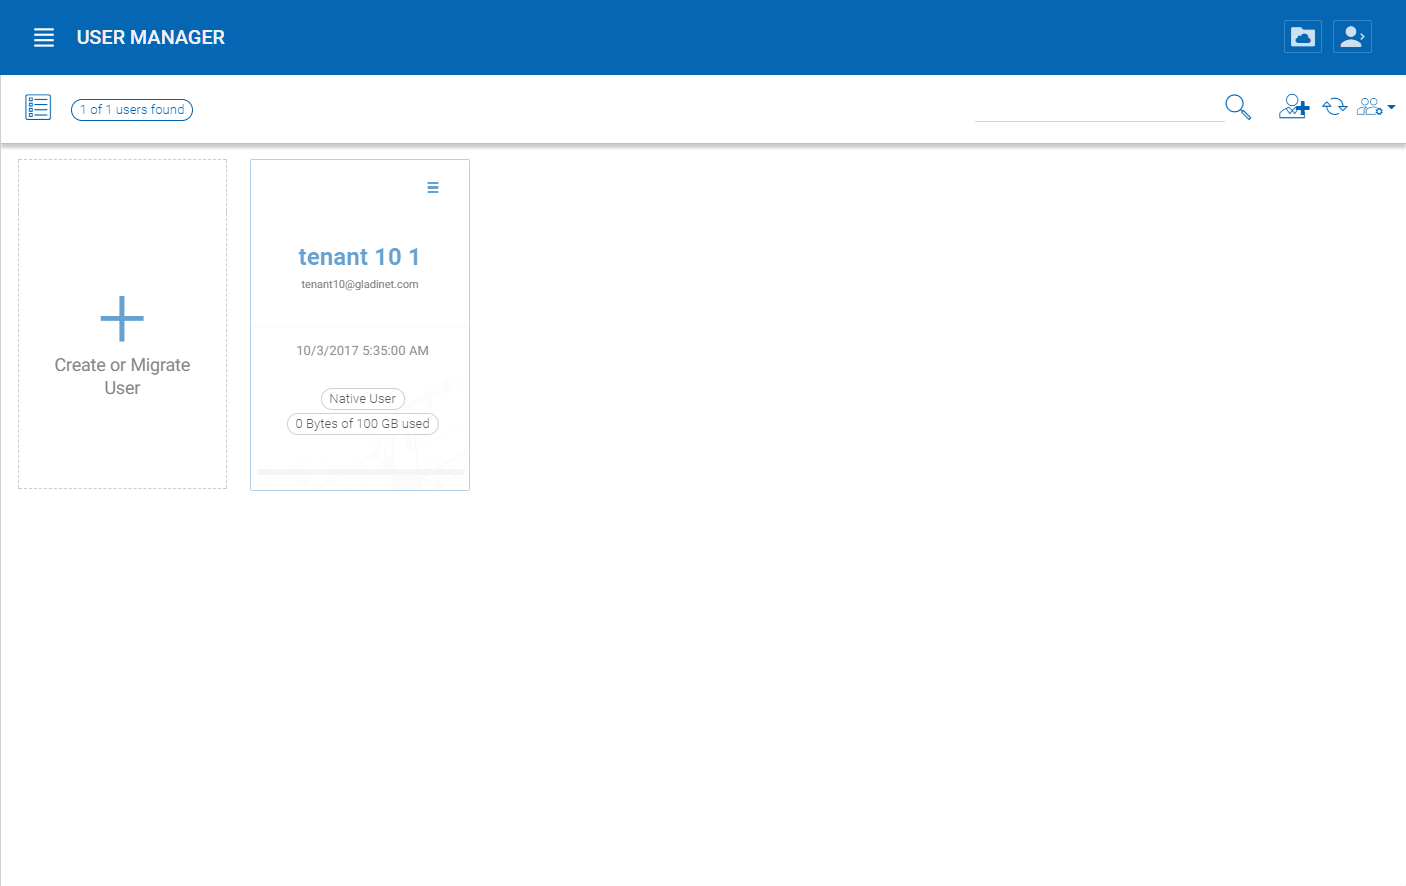 USER MANAGER
1 of 1 users found
Create or Migrate
User
tenant 10 1
tenant10@gladinet.com
10/3/2017 5:35:00 AM
Native User
0 Bytes of 100 GB used